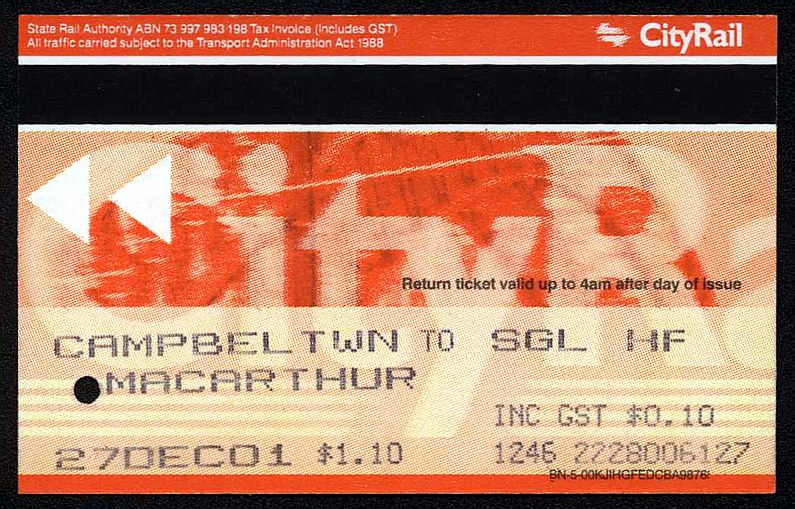 State Rail Authority ABN 73 997 983 198 Tax Invoice (Includes GST)
All traffic carried subject to the Transport Administration Act 1988
CityRail
CityRa
Return ticket valid up to 4am after day of issue
CAMPBELTWN TO SGL HF
MACARTHUR
INC GST $0.10
27DEC01 $1.10 1246 2228006127
BN-5-00KJIHGFEDCBA9876